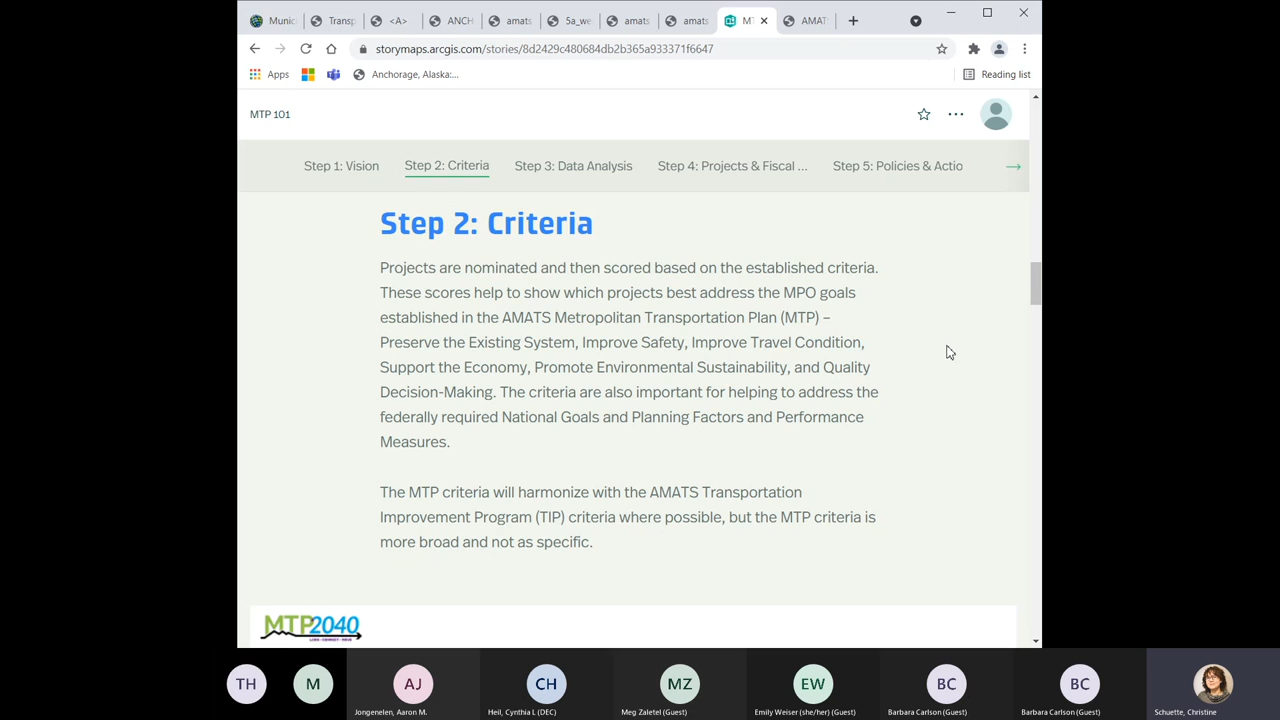 Munici
Transp
<A>
ANCH
amats
5a_we
amats
amats
MT
AMAT
storymaps.arcgis.com/stories/8d2429c480684db2b365a933371f6647
Apps
Anchorage, Alaska:...
Reading list
MTP 101
Step 1: Vision
Step 2: Criteria
Step 3: Data Analysis
Step 4: Projects & Fiscal ...
Step 5: Policies & Actio
Step 2: Criteria
Projects are nominated and then scored based on the established criteria.
These scores help to show which projects best address the MPO goals
established in the AMATS Metropolitan Transportation Plan (MTP) –
Preserve the Existing System, Improve Safety, Improve Travel Condition,
Support the Economy, Promote Environmental Sustainability, and Quality
Decision-Making. The criteria are also important for helping to address the
federally required National Goals and Planning Factors and Performance
Measures.
The MTP criteria will harmonize with the AMATS Transportation
Improvement Program (TIP) criteria where possible, but the MTP criteria is
more broad and not as specific.
MTP2040
TH
M
AJ
CH
MZ
EW
BC
BC
Jongenelen, Aaron M.
Heil, Cynthia L (DEC)
Meg Zaletel (Guest)
Emily Weiser (she/her) (Guest)
Barbara Carlson (Guest)
Barbara Carlson (Guest)
Schuette, Christine